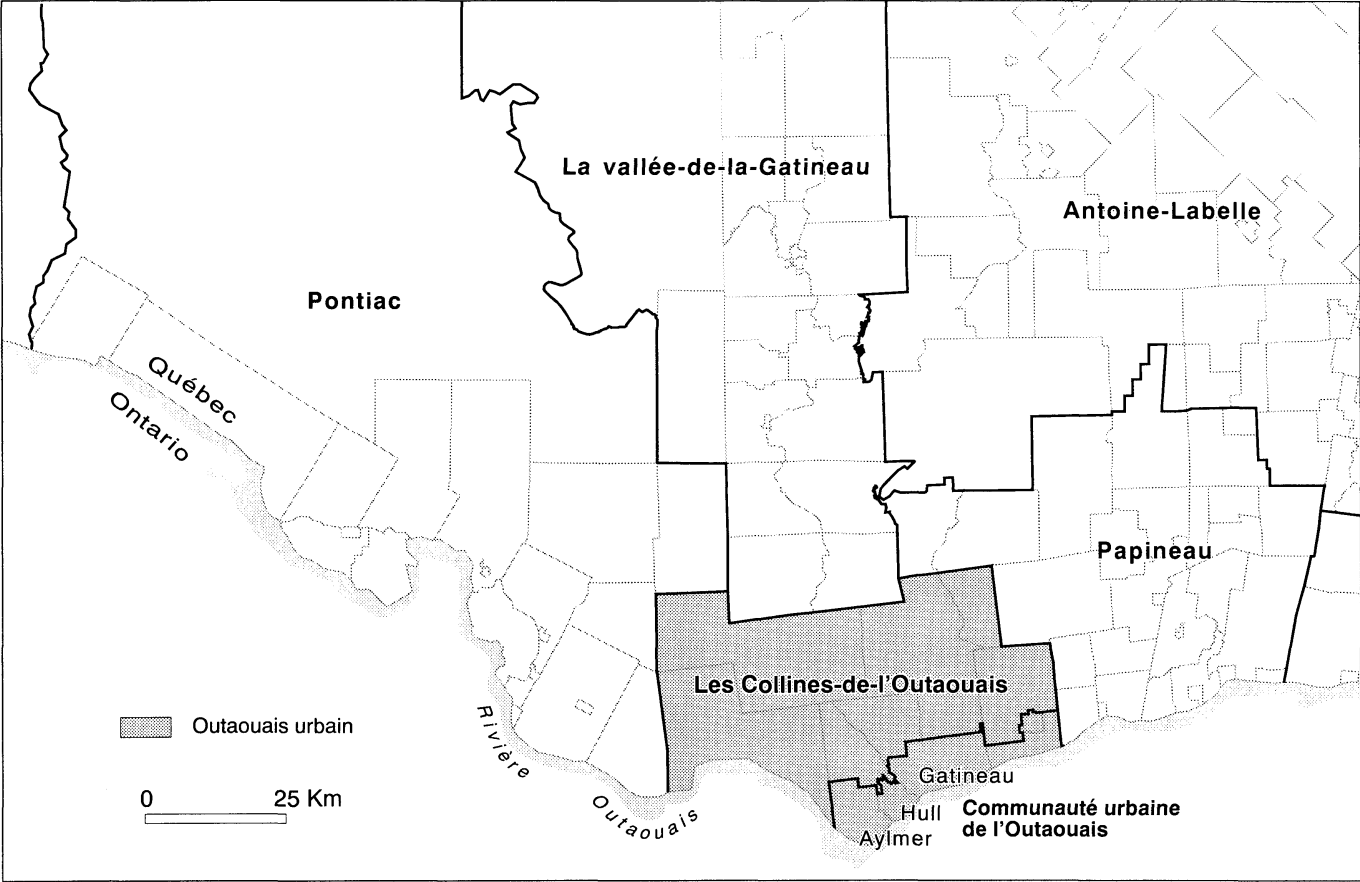 La vallée-de-la-Gatineau
Antoine-Labelle
Pontiac
Québec
Ontario
Papineau
Les Collines-de-l'Outaouais
Outaouais urbain
Rivière
Outaouais
0 25 Km
Gatineau
Hull
Aylmer
Communauté urbaine
de l'Outaouais